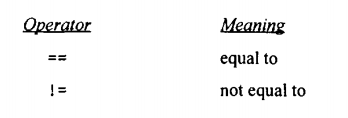 Operator Meaning
== equal to
!= not equal to